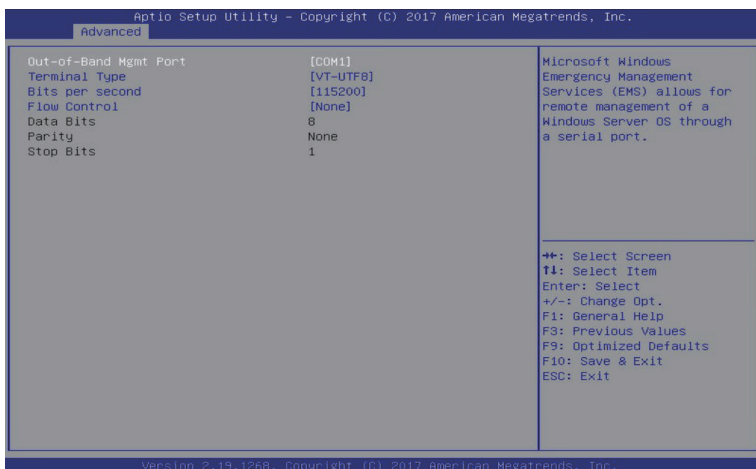 Aptio Setup Utility – Copyright (C) 2017 American Megatrends, Inc.
Advanced
Out-of-Band Mgmt Port [COM1]
Terminal Type [VT-UTF8]
Bits per second [115200]
Flow Control [None]
Data Bits 8
Parity None
Stop Bits 1
Microsoft Windows
Emergency Management
Services (EMS) allows for
remote management of a
Windows Server OS through
a serial port.
→←: Select Screen
↑↓: Select Item
Enter: Select
+/-: Change Opt.
F1: General Help
F3: Previous Values
F9: Optimized Defaults
F10: Save & Exit
ESC: Exit
Version 2.19.1268. Copyright (C) 2017 American Megatrends, Inc.